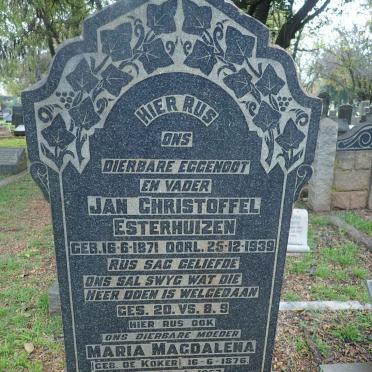 HIER RUS
ONS
DIERBARE EGGENOOT
EN VADER
JAN CHRISTOFFEL
ESTERHUIZEN
GEB. 16-6-1871 OORL. 25-12-1939
RUS SAG GELIEFDE
ONS SAL SWYG WAT DIE
HEER DOEN IS WELGEDAAN
GES. 20. VS. 8.9
HIER RUS OOK
ONS DIERBARE MOEDER
MARIA MAGDALENA
(GEB. DE KOKER) 16-6-1876.